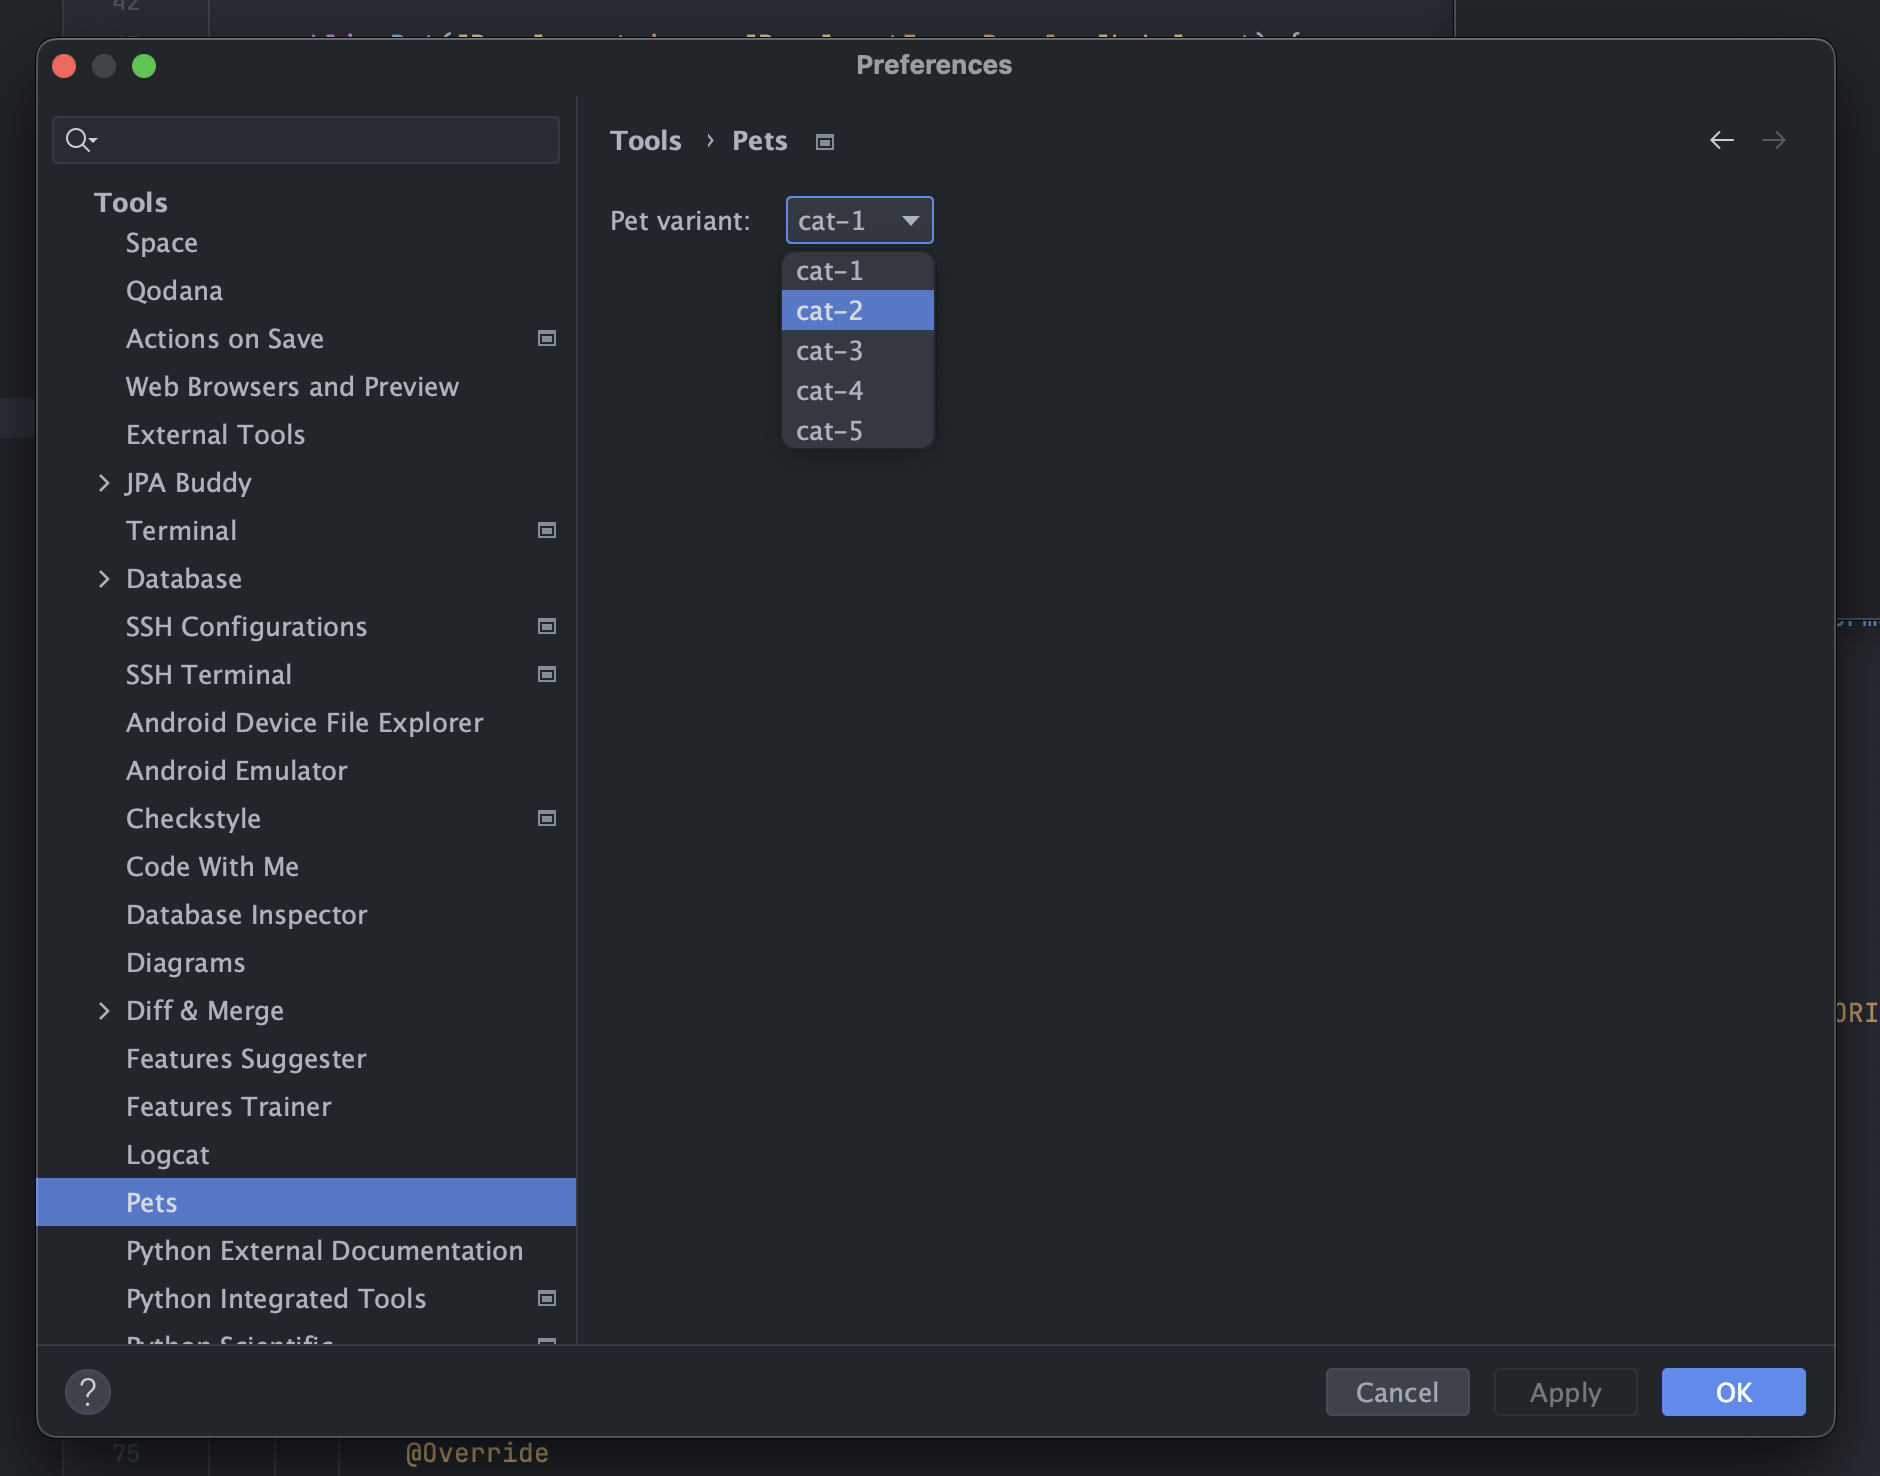 42
Preferences
Tools
Space
Qodana
Actions on Save
Web Browsers and Preview
External Tools
JPA Buddy
Terminal
Database
SSH Configurations
SSH Terminal
Android Device File Explorer
Android Emulator
Checkstyle
Code With Me
Database Inspector
Diagrams
Diff & Merge
Features Suggester
Features Trainer
Logcat
Pets
Python External Documentation
Python Integrated Tools
Python Scientific
Tools › Pets
Pet variant: cat-1
cat-1
cat-2
cat-3
cat-4
cat-5
ORI
? Cancel Apply OK
75 @Override